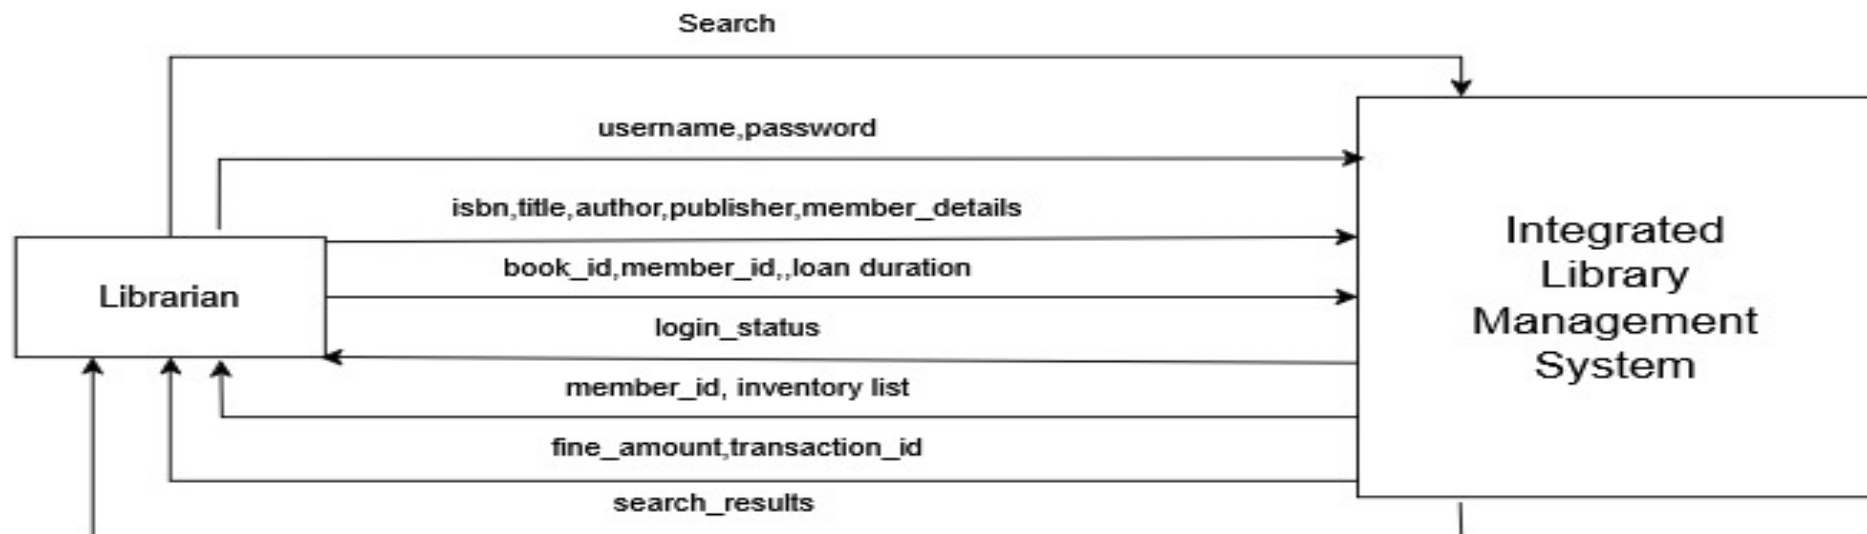 Search
username,password
isbn,title,author,publisher,member_details
book_id,member_id,,loan duration
Librarian
login_status
member_id, inventory list
fine_amount,transaction_id
search_results
Integrated
Library
Management
System